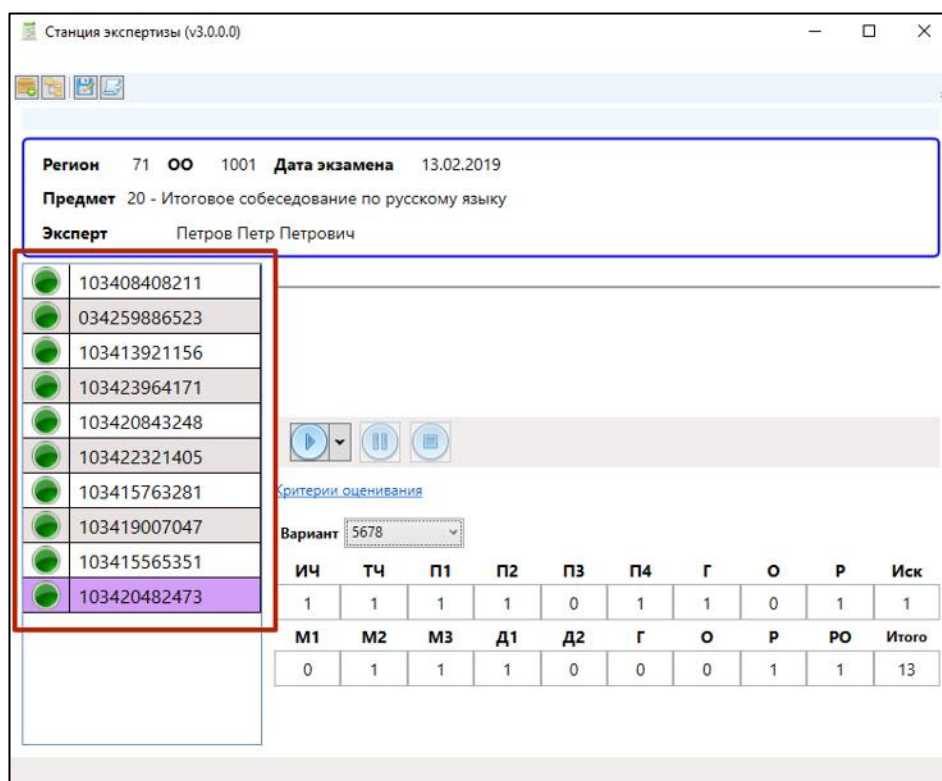 Станция экспертизы (v3.0.0.0)
Регион 71 ОО 1001 Дата экзамена 13.02.2019
Предмет 20 - Итоговое собеседование по русскому языку
Эксперт Петров Петр Петрович
103408408211
034259886523
103413921156
103423964171
103420843248
103422321405
103415763281
103419007047
103415565351
103420482473
Критерии оценивания
Вариант 5678
ИЧ ТЧ П1 П2 П3 П4 Г О Р Иск
1 1 1 1 0 1 1 0 1 1
М1 М2 М3 Д1 Д2 Г О Р РО Итого
0 1 1 1 0 0 0 1 1 13